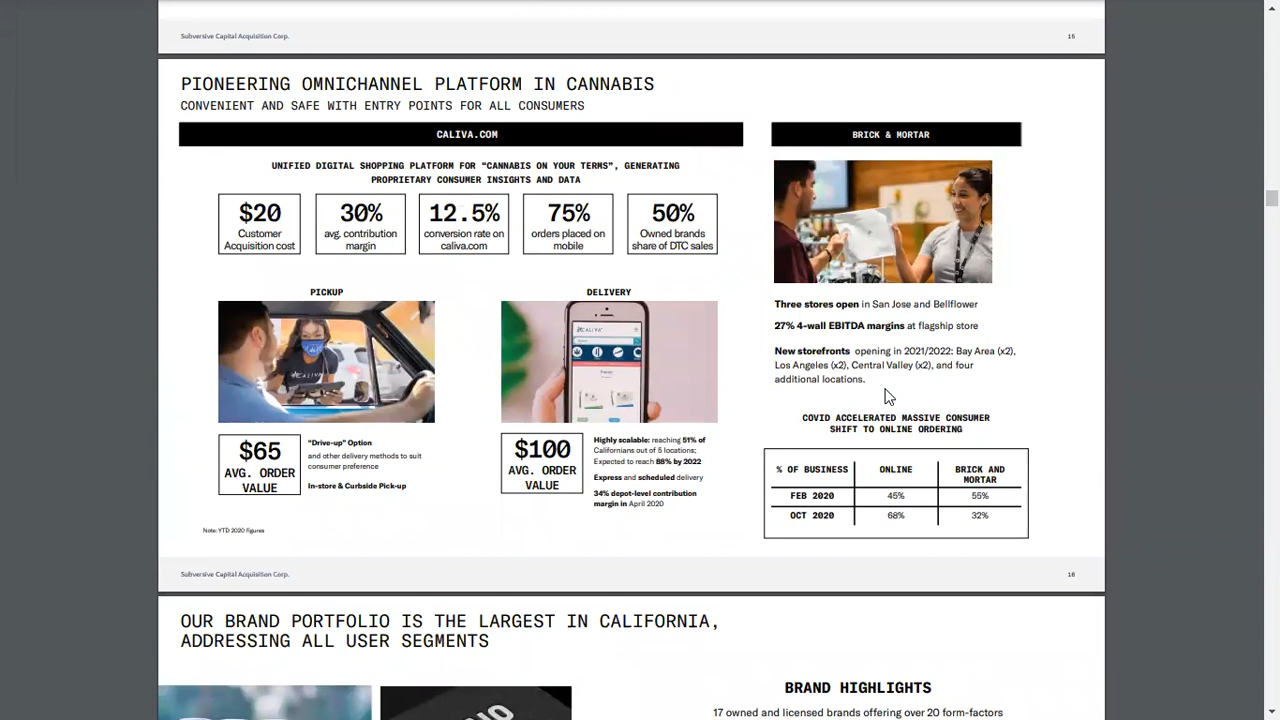 Subversive Capital Acquisition Corp.
15
PIONEERING OMNICHANNEL PLATFORM IN CANNABIS
CONVENIENT AND SAFE WITH ENTRY POINTS FOR ALL CONSUMERS
CALIVA.COM
UNIFIED DIGITAL SHOPPING PLATFORM FOR “CANNABIS ON YOUR TERMS”, GENERATING
PROPRIETARY CONSUMER INSIGHTS AND DATA
$20
Customer
Acquisition cost
30%
avg. contribution
margin
12.5%
conversion rate on
caliva.com
75%
orders placed on
mobile
50%
Owned brands
share of DTC sales
PICKUP
CALIVA
$65
AVG. ORDER
VALUE
"Drive-up" Option
and other delivery methods to suit
consumer preference
In-store & Curbside Pick-up
DELIVERY
CALIVA
$100
AVG. ORDER
VALUE
Highly scalable: reaching 51% of
Californians out of 5 locations;
Expected to reach 88% by 2022
Express and scheduled delivery
34% depot-level contribution
margin in April 2020
Note: YTD 2020 Figures
BRICK & MORTAR
Three stores open in San Jose and Bellflower
27% 4-wall EBITDA margins at flagship store
New storefronts opening in 2021/2022: Bay Area (x2),
Los Angeles (x2), Central Valley (x2), and four
additional locations.
COVID ACCELERATED MASSIVE CONSUMER
SHIFT TO ONLINE ORDERING
% OF BUSINESS ONLINE BRICK AND
MORTAR
FEB 2020 45% 55%
OCT 2020 68% 32%
Subversive Capital Acquisition Corp.
16
OUR BRAND PORTFOLIO IS THE LARGEST IN CALIFORNIA,
ADDRESSING ALL USER SEGMENTS
BRAND HIGHLIGHTS
17 owned and licensed brands offering over 20 form-factors